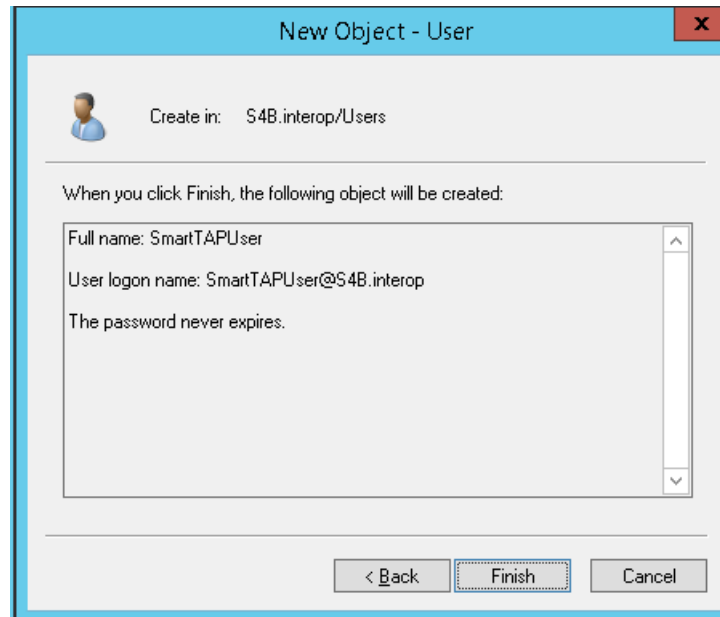 New Object - User
x
Create in: S4B.interop/Users
When you click Finish, the following object will be created:
Full name: SmartTAPUser
User logon name: SmartTAPUser@S4B.interop
The password never expires.
< Back Finish Cancel